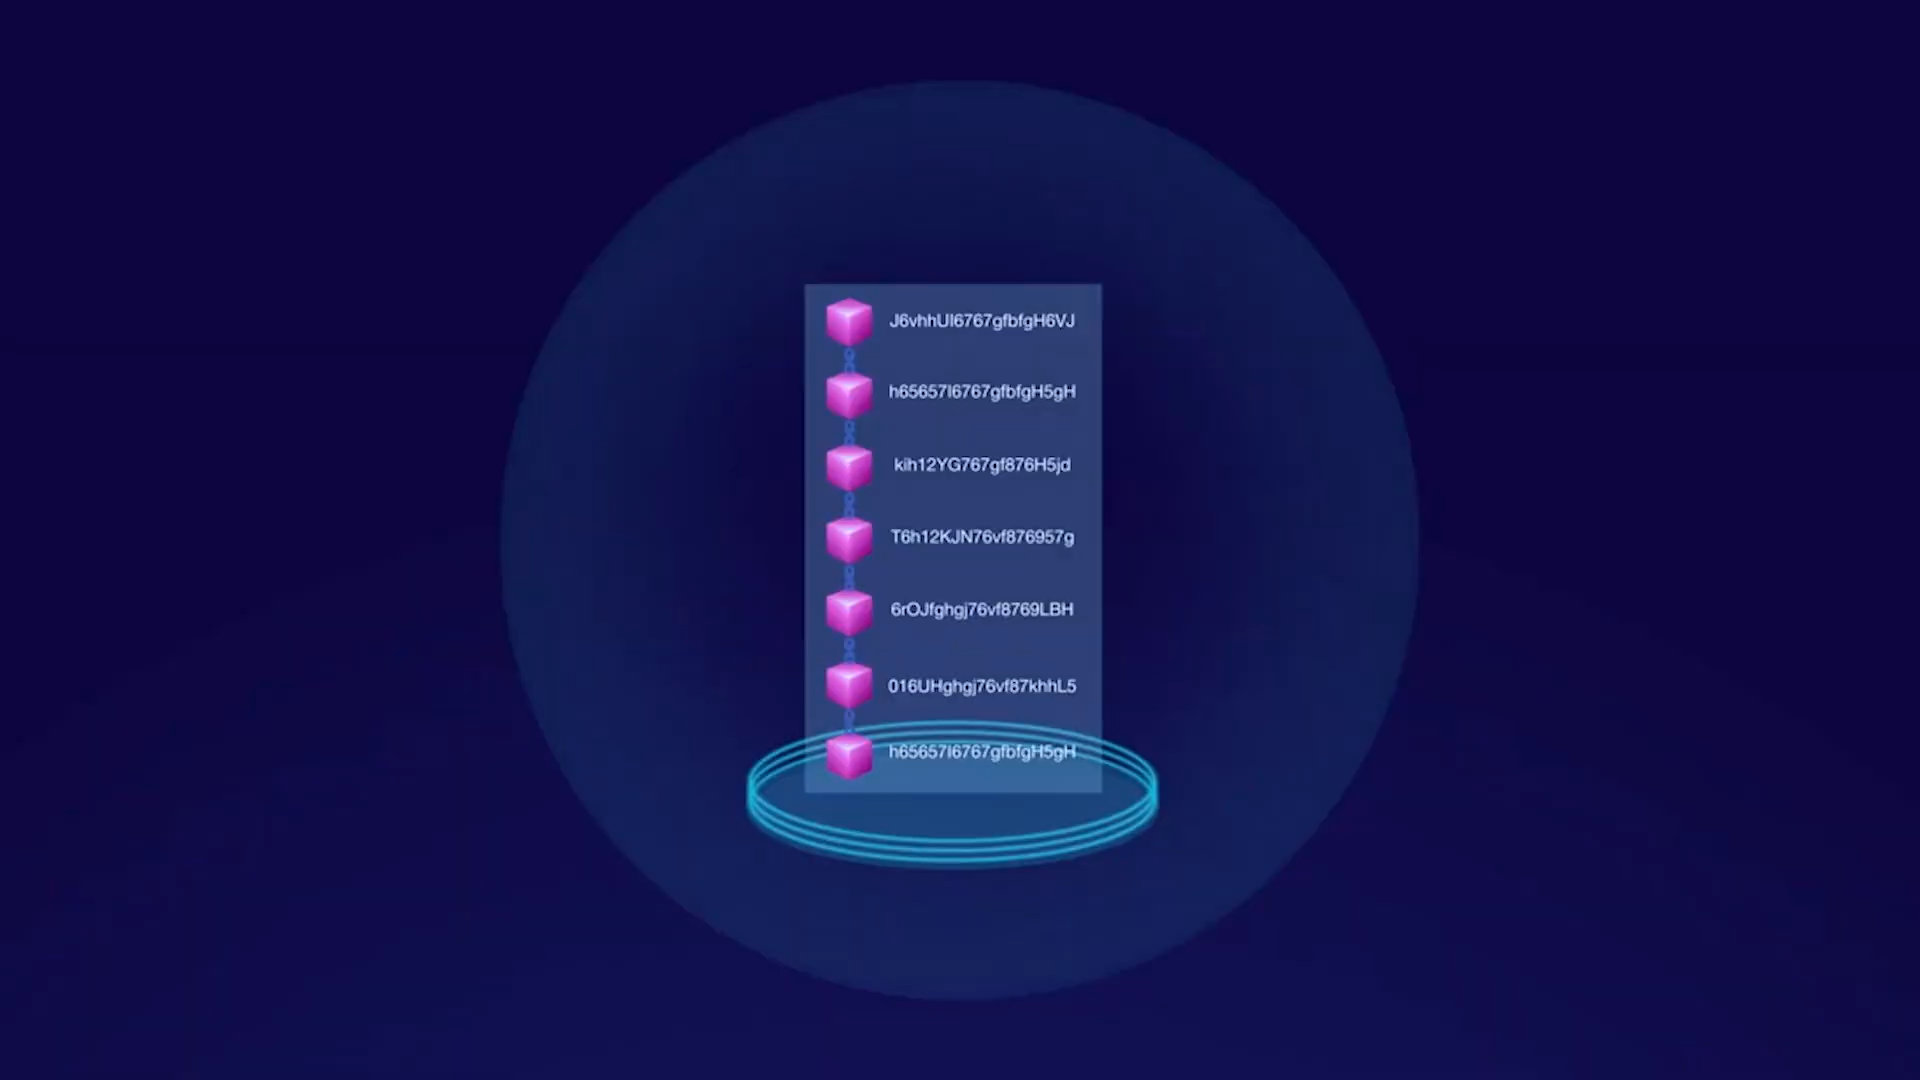 J6vhhUI6767gfbfgH6VJ
h65657I6767gfbfgH5gH
kih12YG767gf876H5jd
T6h12KJN76vf876957g
6rOJfghgj76vf8769LBH
016UHghgj76vf87khhL5
h65657I6767gfbfgH5gH